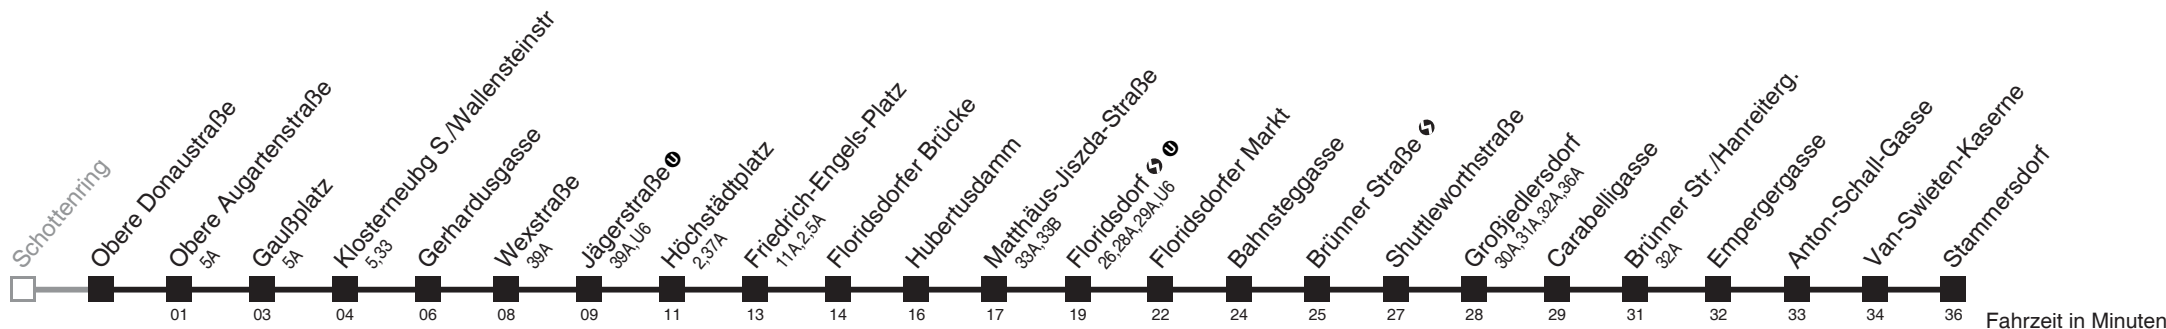 Schottenring
Obere Donaustraße
Obere Augartenstraße
5A
Gaußplatz
5A
Klosterneubg S./Wallensteinstr
5,33
Gerhardusgasse
Wexstraße
39A
Jägerstraße U
39A,U6
Höchstädtplatz
2,37A
Friedrich-Engels-Platz
11A,2,5A
Floridsdorfer Brücke
Hubertusdamm
Matthäus-Jiszda-Straße
33A,33B
Floridsdorf S U
26,28A,29A,U6
Floridsdorfer Markt
Bahnsteggasse
Brünner Straße S
Shuttleworthstraße
Großjedlersdorf
30A,31A,32A,36A
Carabelligasse
Brünner Str./Hanreiterg.
32A
Empergergasse
Anton-Schall-Gasse
Van-Swieten-Kaserne
Stammersdorf
01 03 04 06 08 09 11 13 14 16 17 19 22 24 25 27 28 29 31 32 33 34 36 Fahrzeit in Minuten